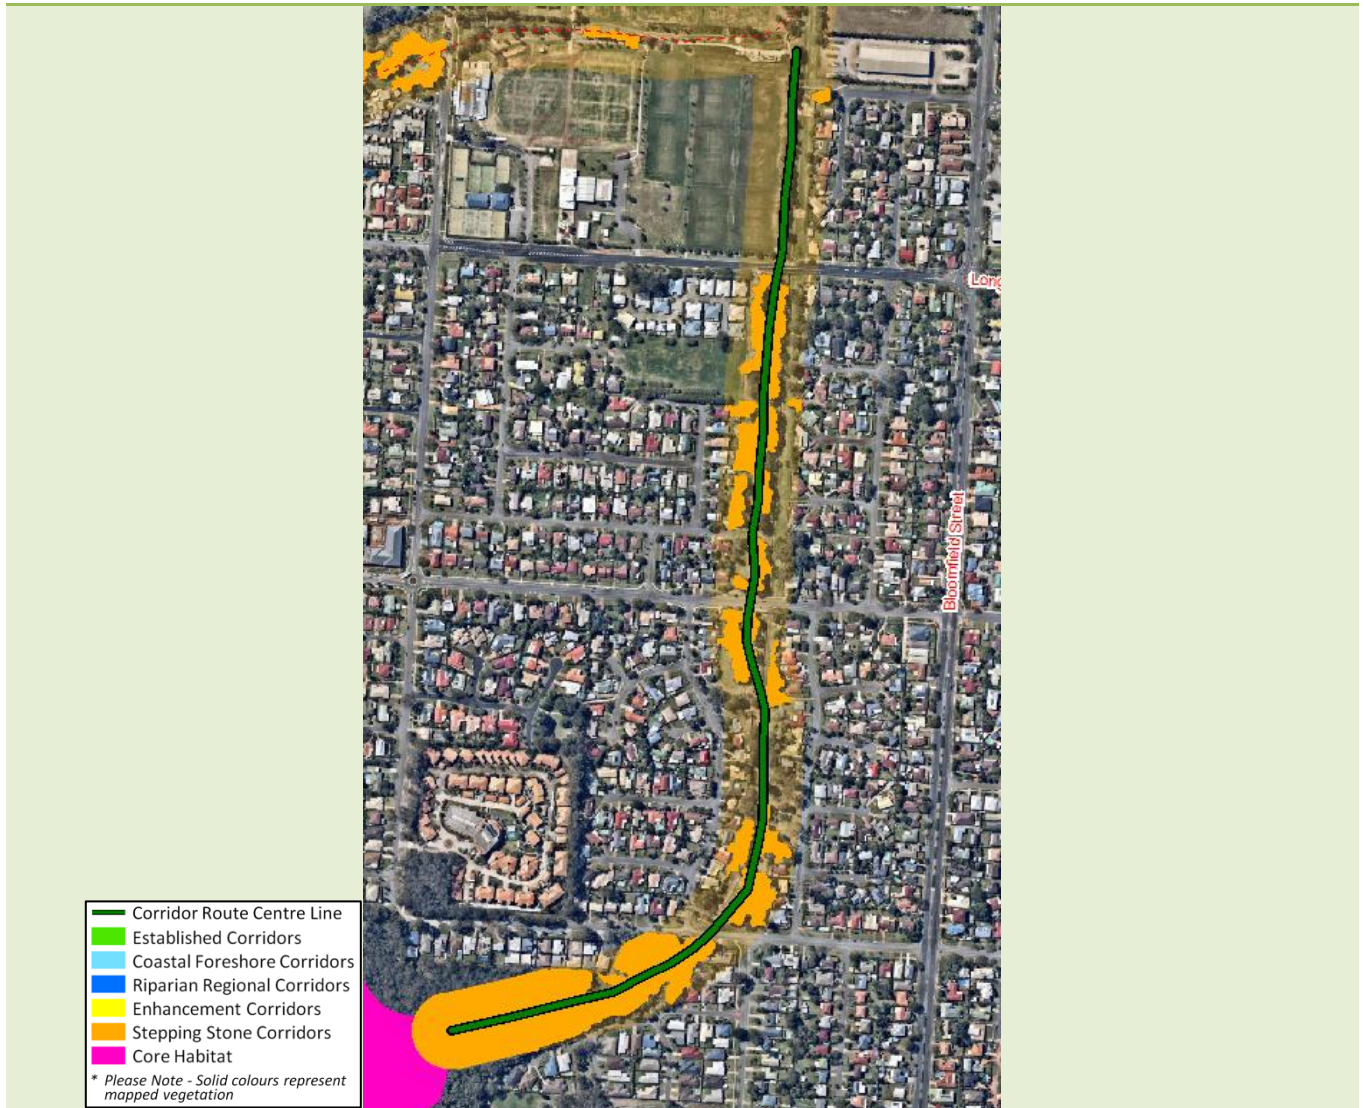 Long
Bloomfield Street
Corridor Route Centre Line
Established Corridors
Coastal Foreshore Corridors
Riparian Regional Corridors
Enhancement Corridors
Stepping Stone Corridors
Core Habitat
* Please Note - Solid colours represent
mapped vegetation